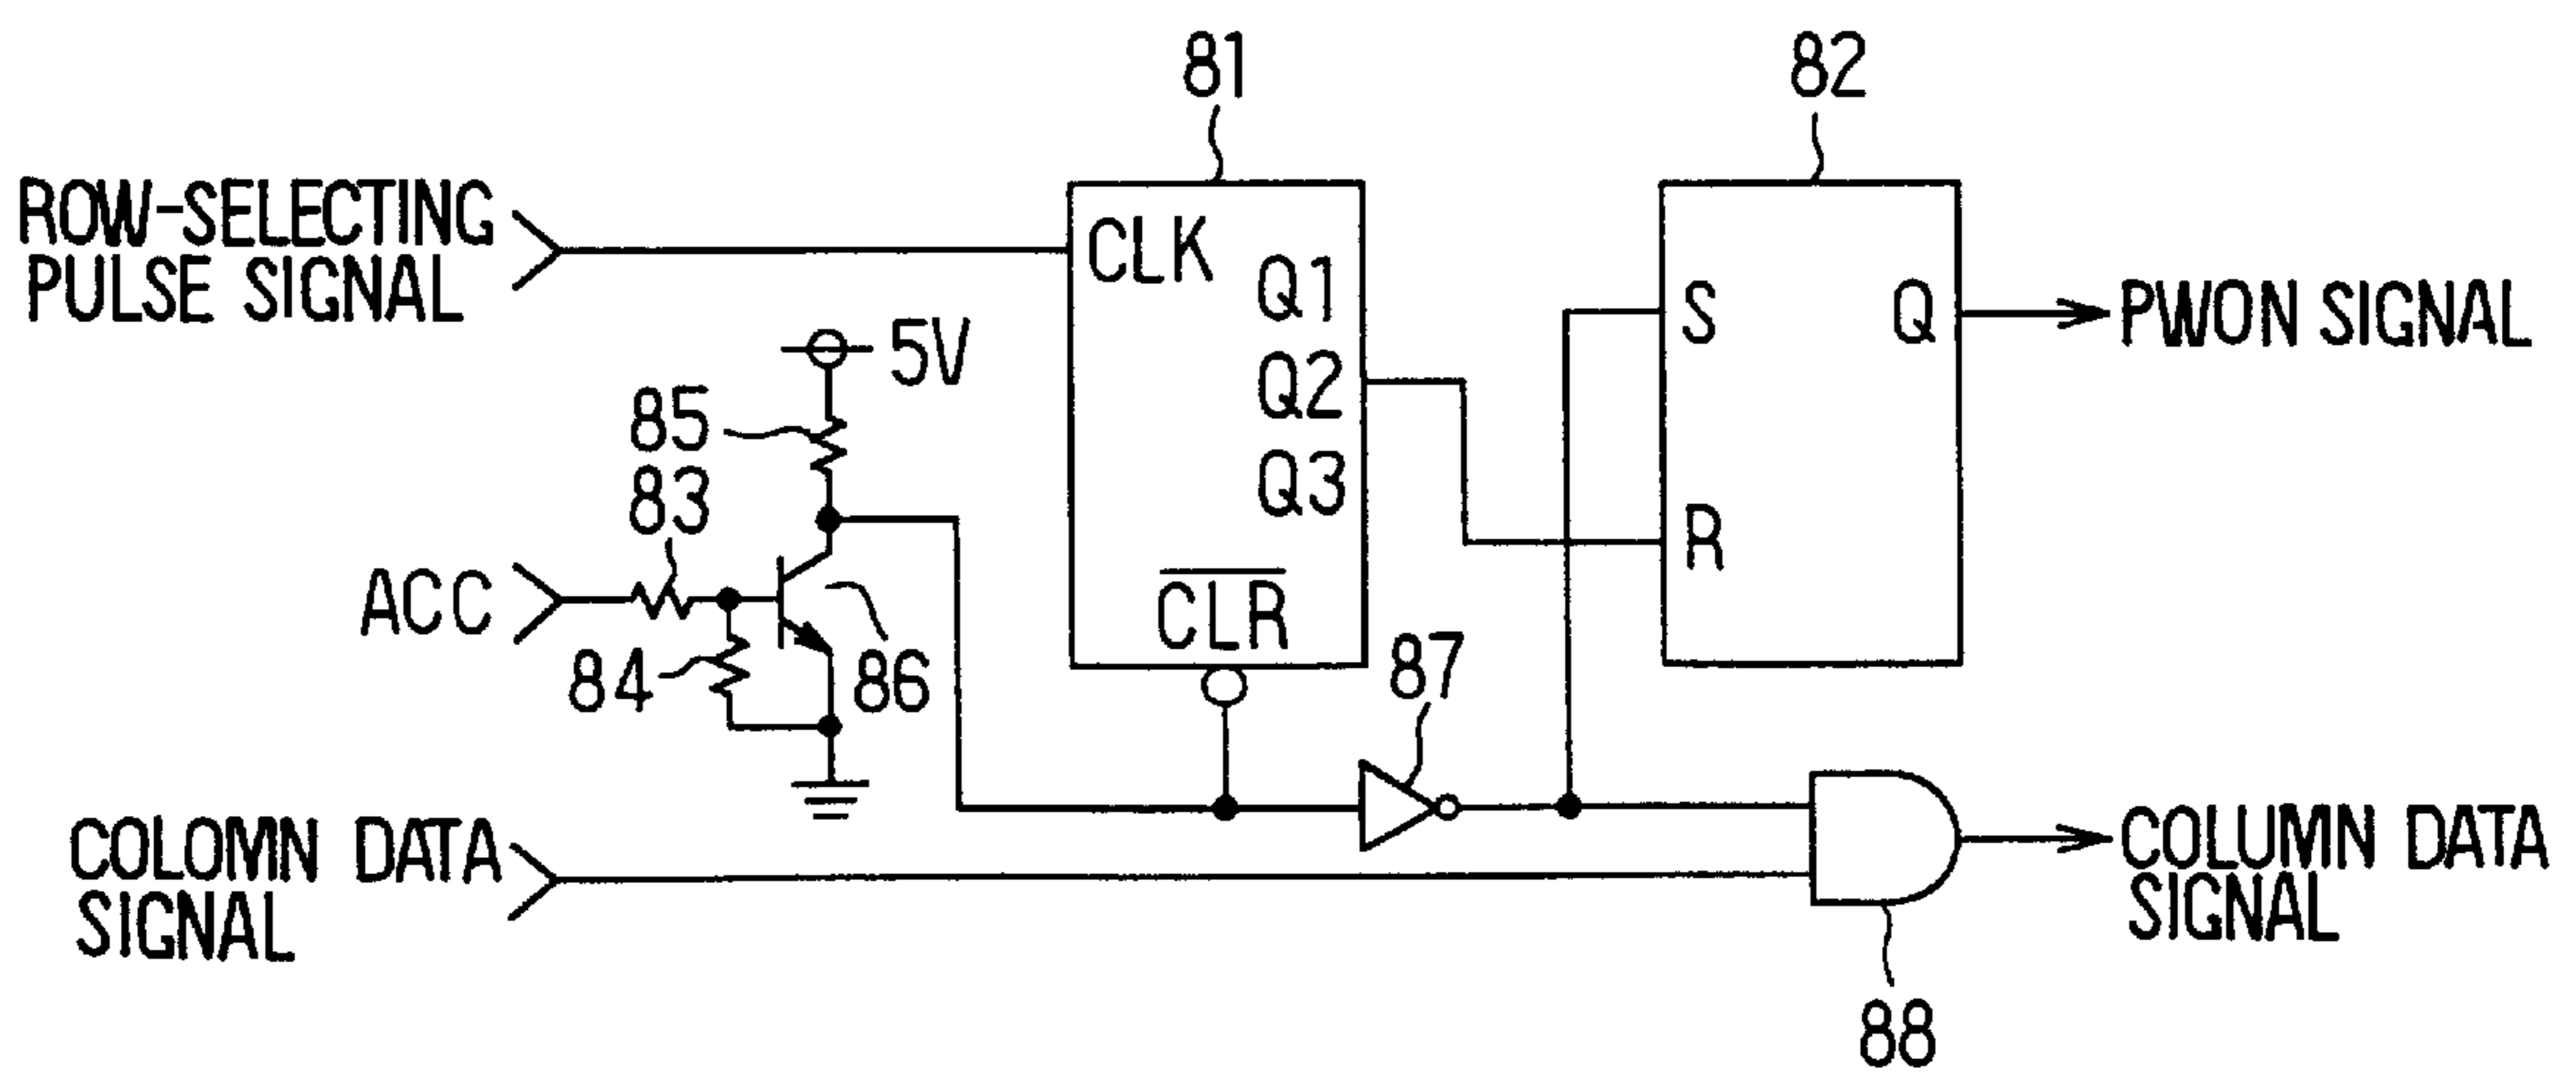 81
82
ROW-SELECTING
PULSE SIGNAL
CLK
Q1
Q2
Q3
CLR
S
R
Q
PWON SIGNAL
5V
85
83
ACC
84
86
87
COLOMN DATA
SIGNAL
COLUMN DATA
SIGNAL
88